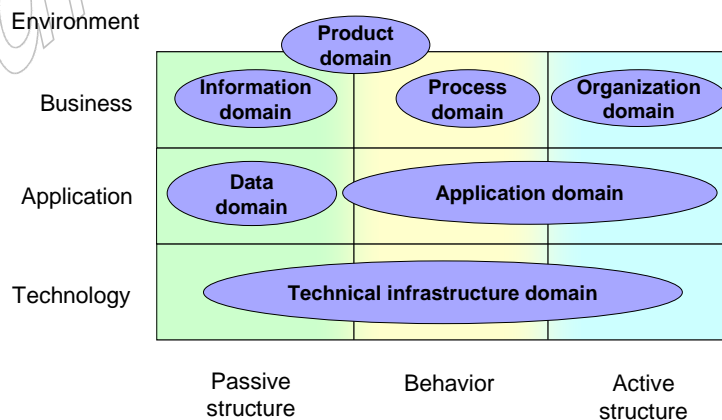 Environment
Product
domain
Business
Information
domain
Process
domain
Organization
domain
Application
Data
domain
Application domain
Technology
Technical infrastructure domain
Passive
structure
Behavior
Active
structure